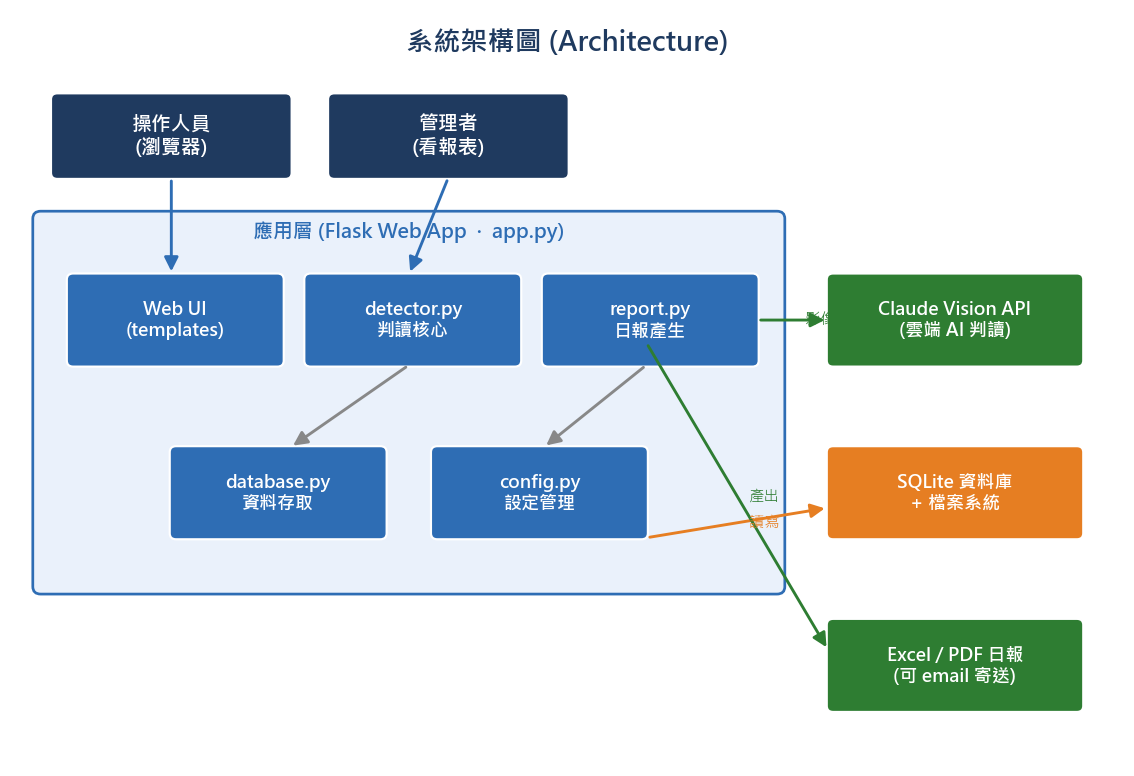 系統架構圖 (Architecture)
操作人員
(瀏覽器)
管理者
(看報表)
應用層 (Flask Web App · app.py)
Web UI
(templates)
detector.py
判讀核心
report.py
日報產生
影像
Claude Vision API
(雲端 AI 判讀)
database.py
資料存取
config.py
設定管理
產出
讀寫
SQLite 資料庫
+ 檔案系統
Excel / PDF 日報
(可 email 寄送)